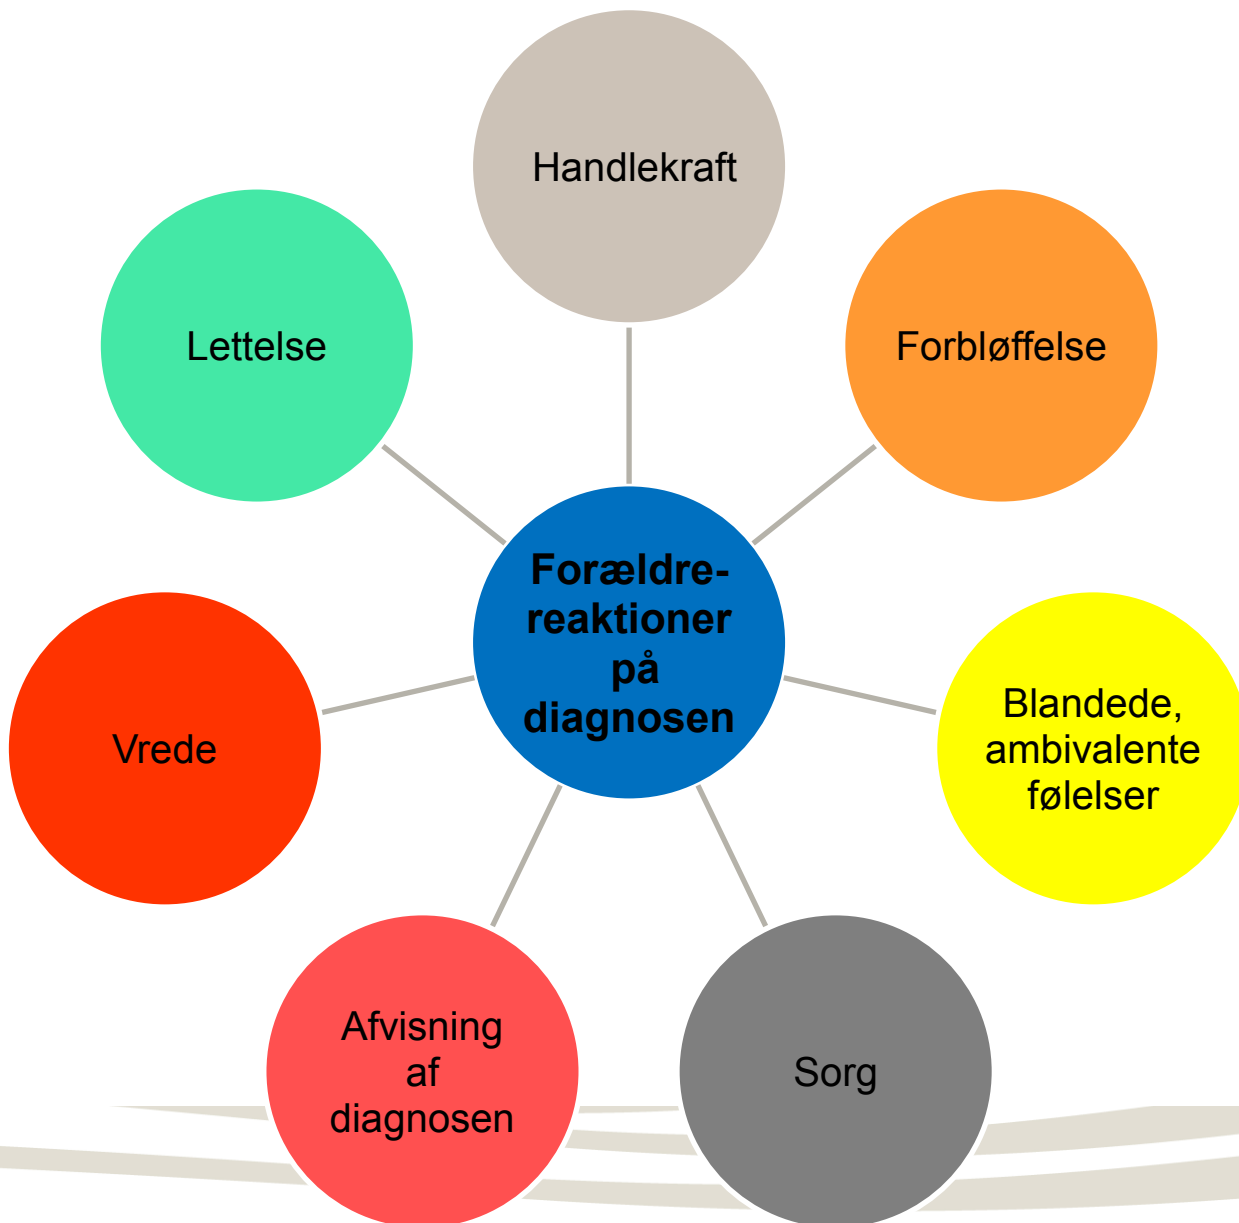 Handlekraft
Forbløffelse
Blandede,
ambivalente
følelser
Sorg
Afvisning
af
diagnosen
Vrede
Lettelse
Forældre-
reaktioner
på
diagnosen